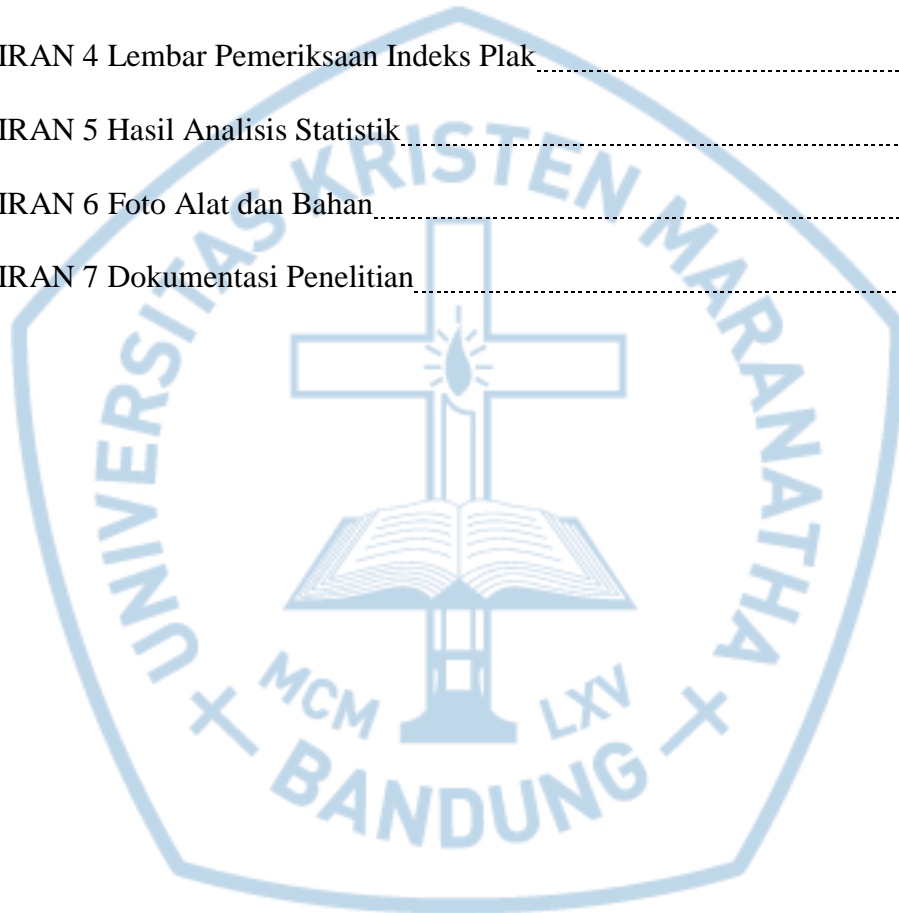 IRAN 4 Lembar Pemeriksaan Indeks Plak
IRAN 5 Hasil Analisis Statistik
IRAN 6 Foto Alat dan Bahan
IRAN 7 Dokumentasi Penelitian
UNIVERSITAS KRISTEN MARANATHA
MCM LXV
BANDUNG